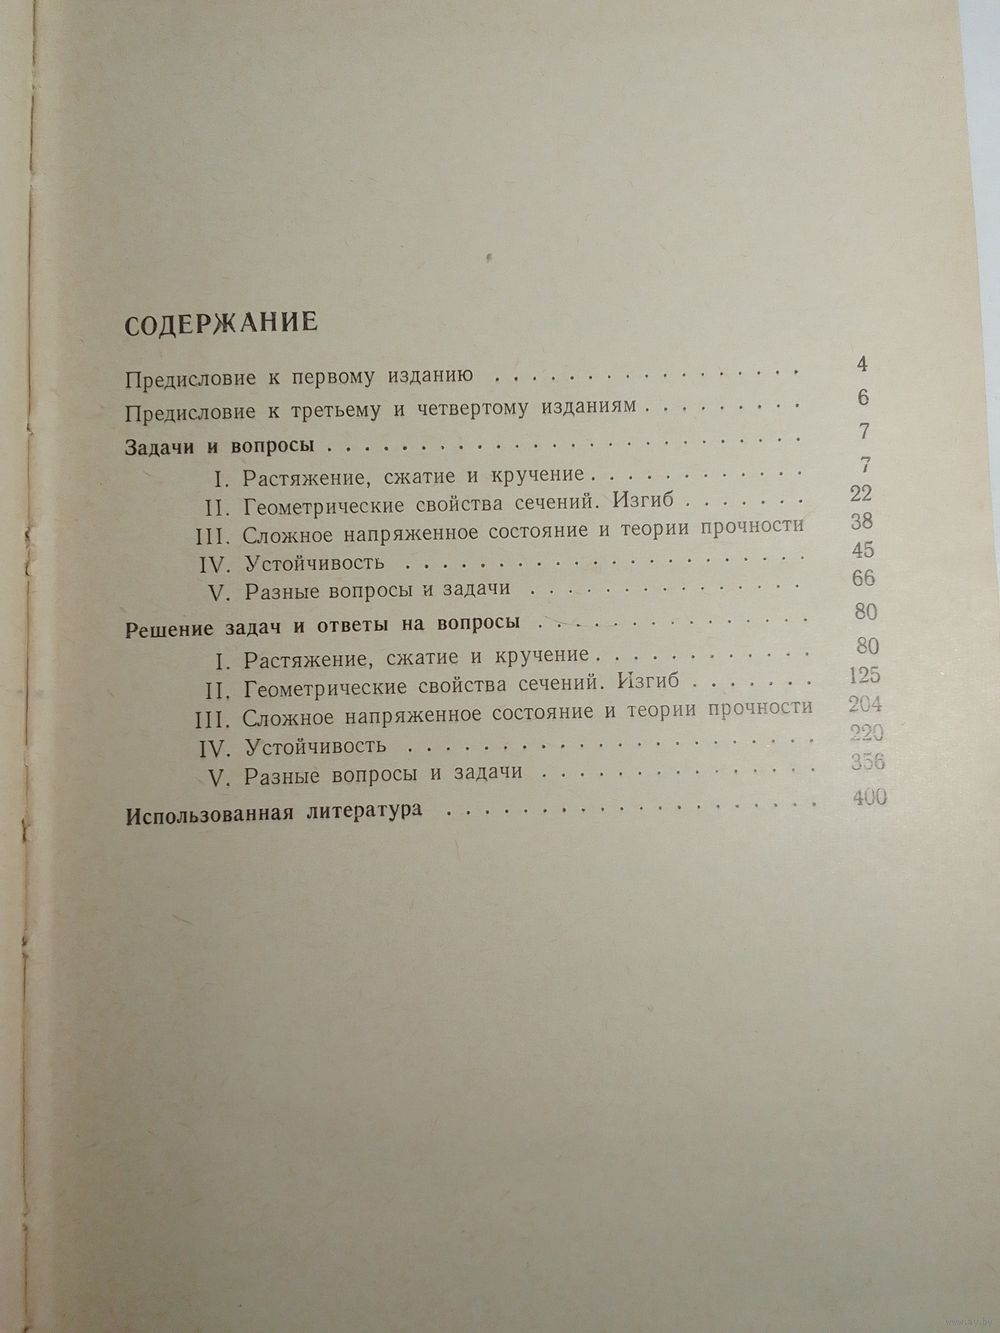 СОДЕРЖАНИЕ
Предисловие к первому изданию . . . . . . . . . . . . . . . . . 4
Предисловие к третьему и четвертому изданиям . . . . . . . . . 6
Задачи и вопросы . . . . . . . . . . . . . . . . . . . . . . . . . . 7
I. Растяжение, сжатие и кручение . . . . . . . . . . . . 7
II. Геометрические свойства сечений. Изгиб . . . . . . . 22
III. Сложное напряженное состояние и теории прочности 38
IV. Устойчивость . . . . . . . . . . . . . . . . . . . . . . 45
V. Разные вопросы и задачи . . . . . . . . . . . . . . . 66
Решение задач и ответы на вопросы . . . . . . . . . . . . . . . 80
I. Растяжение, сжатие и кручение . . . . . . . . . . . . 80
II. Геометрические свойства сечений. Изгиб . . . . . . . 125
III. Сложное напряженное состояние и теории прочности 204
IV. Устойчивость . . . . . . . . . . . . . . . . . . . . . . 220
V. Разные вопросы и задачи . . . . . . . . . . . . . . . 356
Использованная литература . . . . . . . . . . . . . . . . . . . 400
www.ay.by